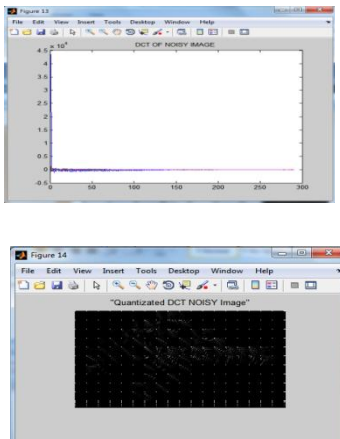 Figure 13
File Edit View Insert Tools Desktop Window Help
x 10
DCT OF NOISY IMAGE
4.5
4
3.5
3
2.5
2
1.5
1
0.5
0
-0.5
0 50 100 150 200 250 300
Figure 14
File Edit View Insert Tools Desktop Window Help
"Quantizated DCT NOISY Image"